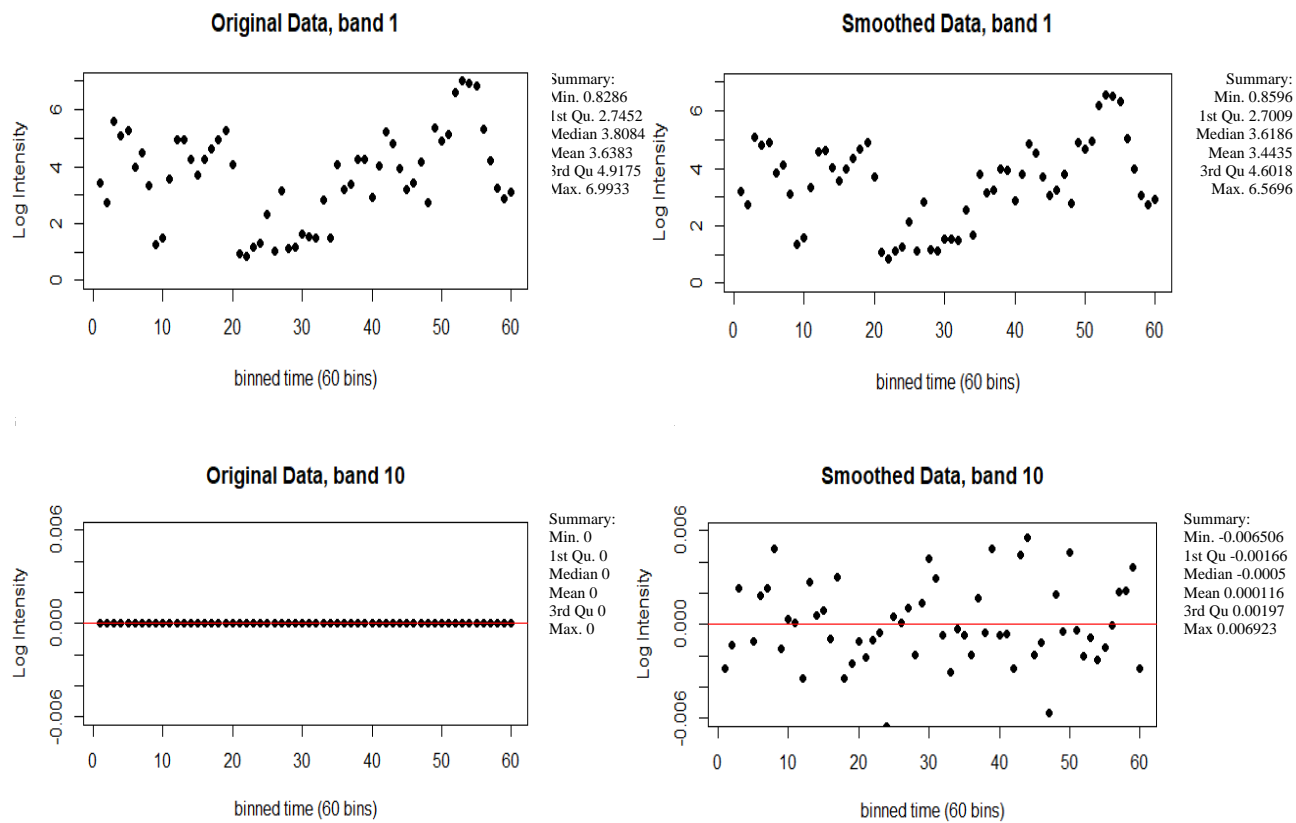 Original Data, band 1
Log Intensity
0 2 4 6
0 10 20 30 40 50 60
binned time (60 bins)
Summary:
Min. 0.8286
1st Qu. 2.7452
Median 3.8084
Mean 3.6383
3rd Qu 4.9175
Max. 6.9933
Smoothed Data, band 1
Log Intensity
0 2 4 6
0 10 20 30 40 50 60
binned time (60 bins)
Summary:
Min. 0.8596
1st Qu. 2.7009
Median 3.6186
Mean 3.4435
3rd Qu. 4.6018
Max. 6.5696
Original Data, band 10
Log Intensity
-0.006 0.000 0.006
0 10 20 30 40 50 60
binned time (60 bins)
Summary:
Min. 0
1st Qu. 0
Median 0
Mean 0
3rd Qu 0
Max. 0
Smoothed Data, band 10
Log Intensity
-0.006 0.000 0.006
0 10 20 30 40 50 60
binned time (60 bins)
Summary:
Min. -0.006506
1st Qu -0.00166
Median -0.0005
Mean 0.000116
3rd Qu 0.00197
Max 0.006923